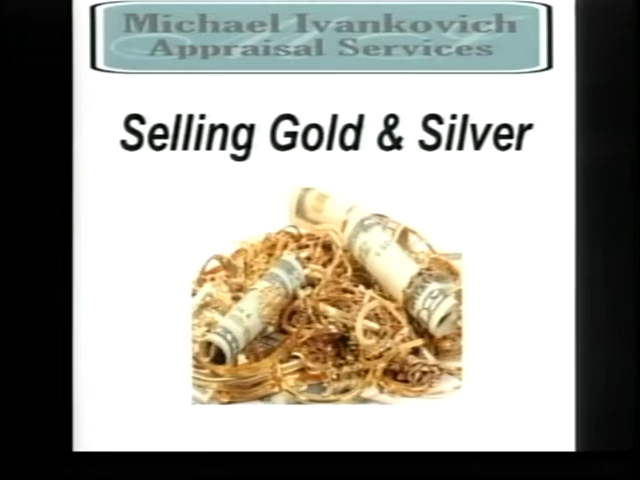 Michael Ivankovich
Appraisal Services
Selling Gold & Silver